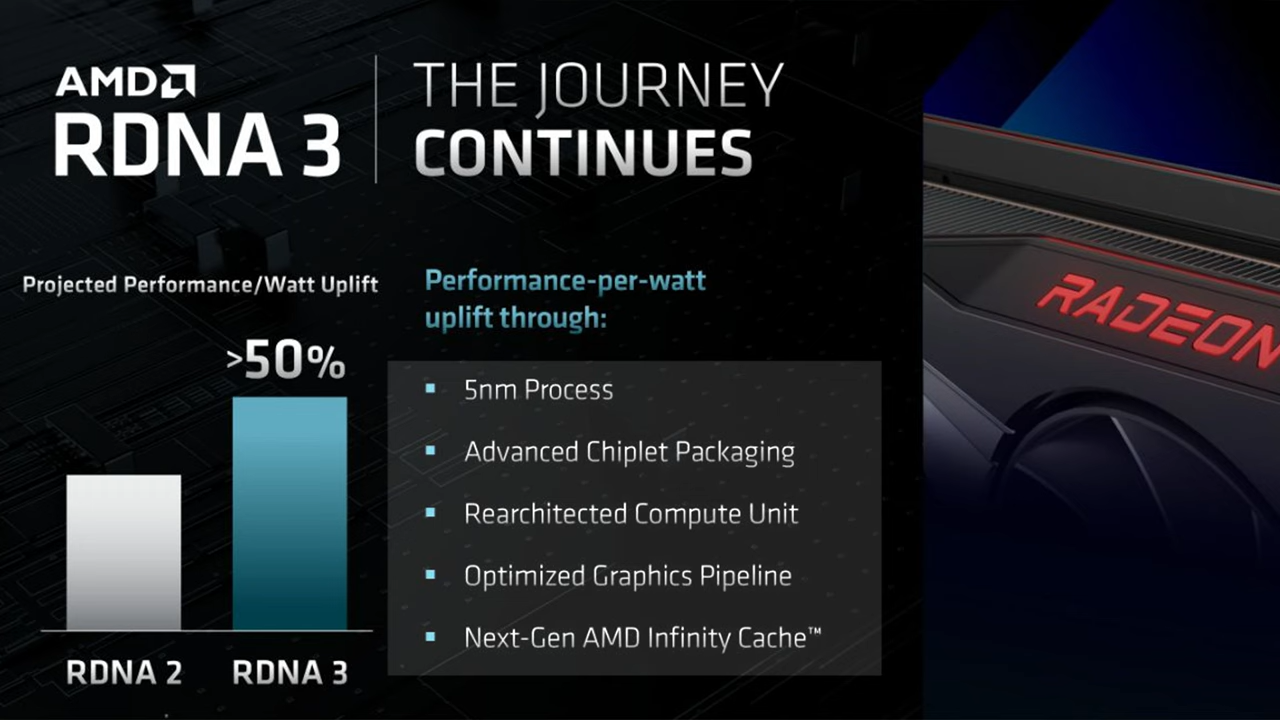 AMD
RDNA 3
THE JOURNEY
CONTINUES
Projected Performance/Watt Uplift
>50%
RDNA 2
RDNA 3
Performance-per-watt
uplift through:
5nm Process
Advanced Chiplet Packaging
Rearchitected Compute Unit
Optimized Graphics Pipeline
Next-Gen AMD Infinity Cache™
RADEON